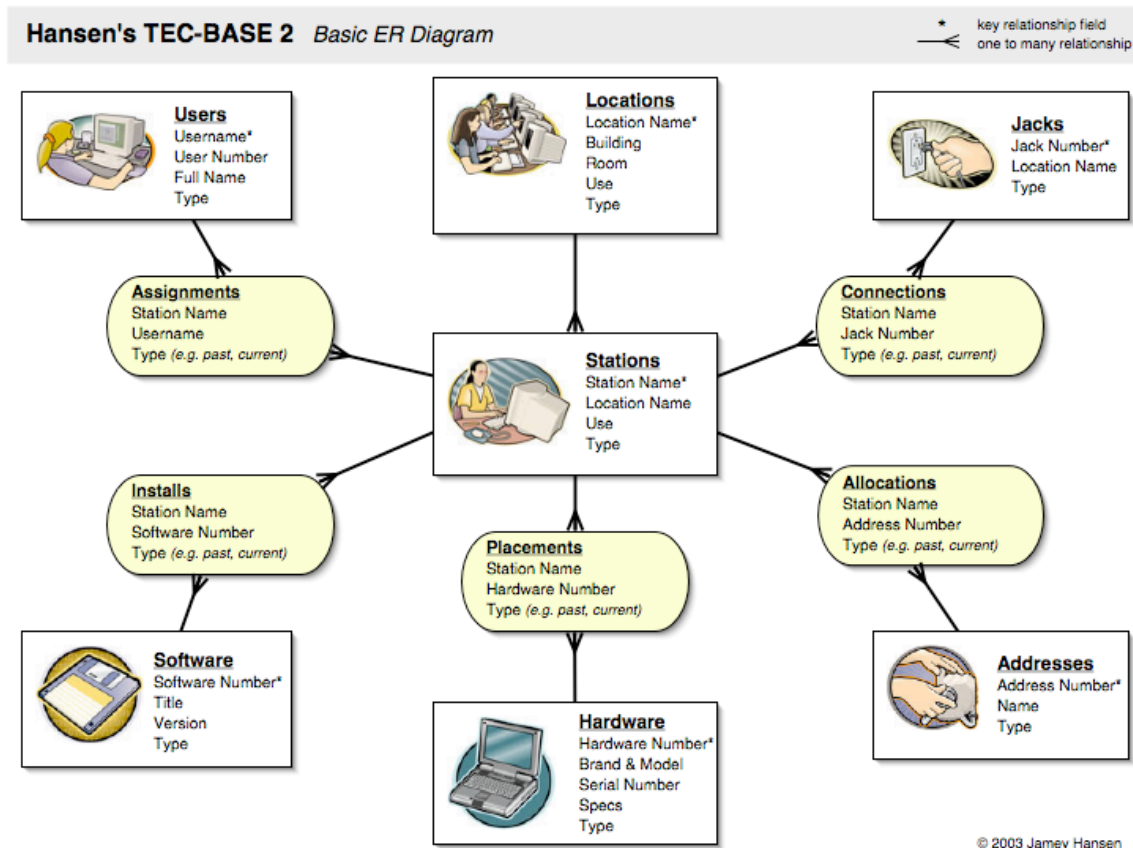 Hansen's TEC-BASE 2 Basic ER Diagram
* key relationship field
one to many relationship
Users
Username*
User Number
Full Name
Type
Locations
Location Name*
Building
Room
Use
Type
Jacks
Jack Number*
Location Name
Type
Assignments
Station Name
Username
Type (e.g. past, current)
Connections
Station Name
Jack Number
Type (e.g. past, current)
Stations
Station Name*
Location Name
Use
Type
Installs
Station Name
Software Number
Type (e.g. past, current)
Placements
Station Name
Hardware Number
Type (e.g. past, current)
Allocations
Station Name
Address Number
Type (e.g. past, current)
Software
Software Number*
Title
Version
Type
Hardware
Hardware Number*
Brand & Model
Serial Number
Specs
Type
Addresses
Address Number*
Name
Type
© 2003 Jamey Hansen